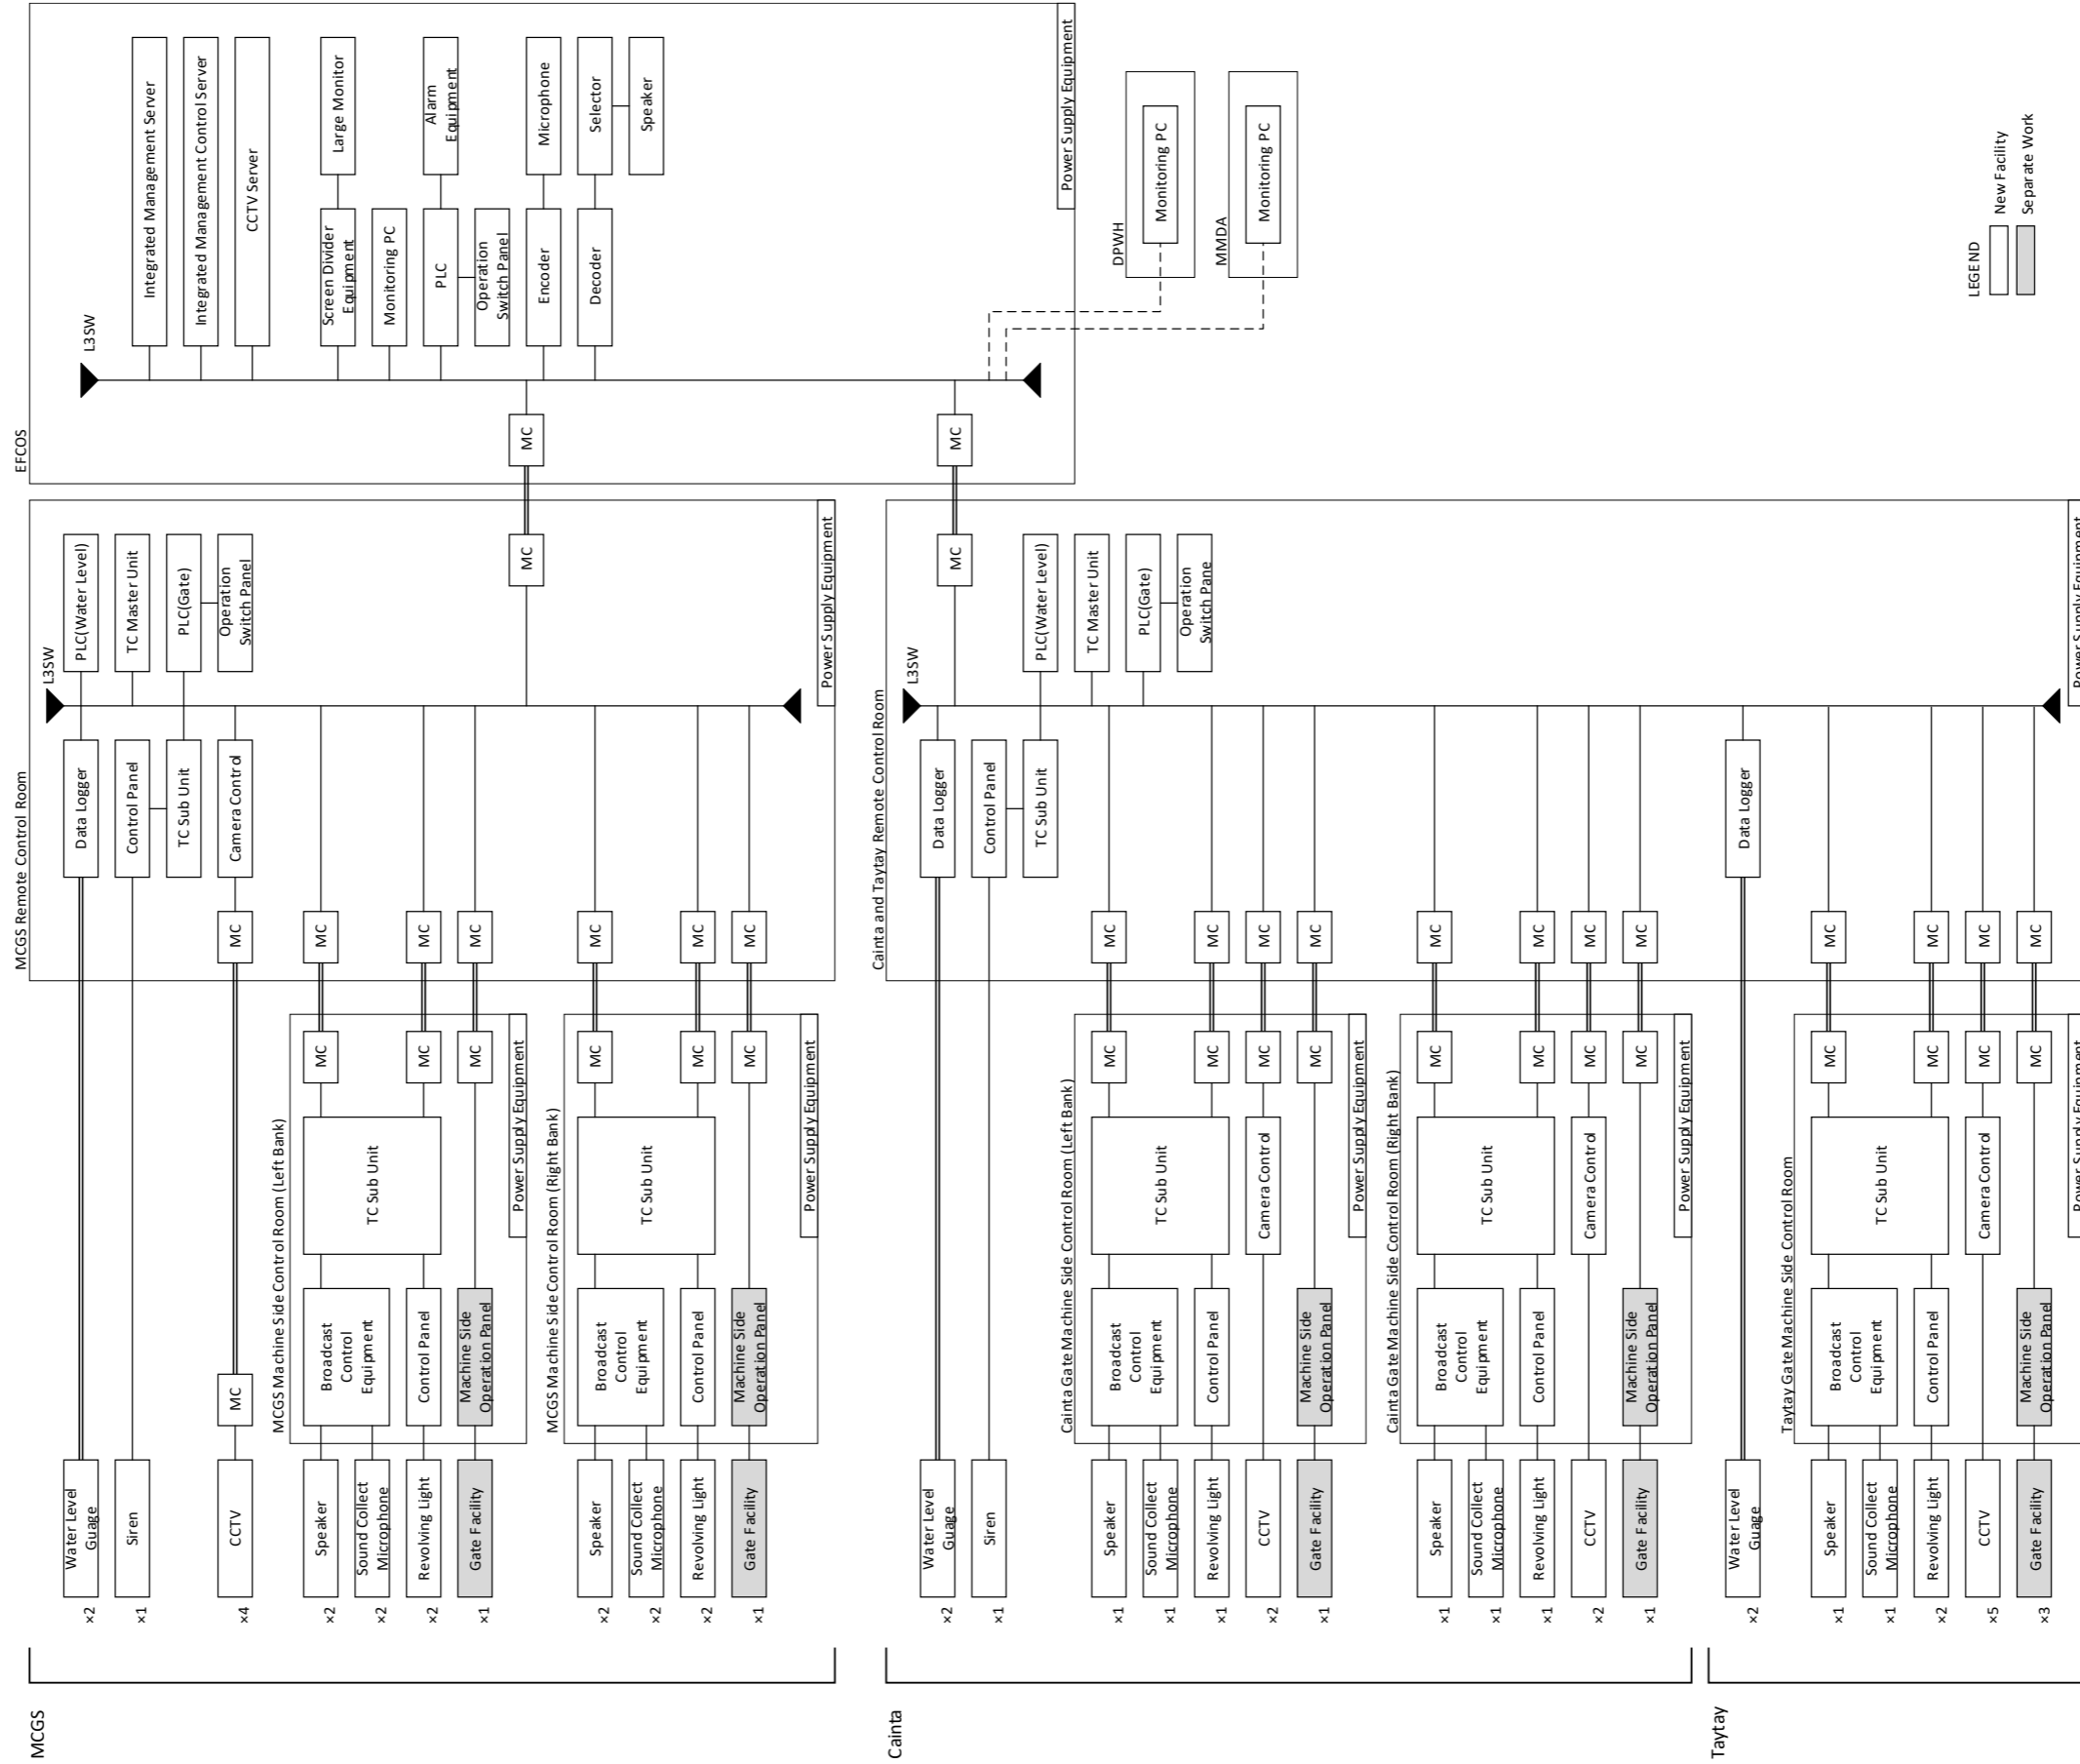 MCGS
×2
Water Level
Guage
×1
Siren
×4
CCTV
MC
MCGS Machine Side Control Room (Left Bank)
×2
Speaker
×2
Sound Collect
Microphone
×2
Revolving Light
×1
Gate Facility
Broadcast
Control
Equipment
Control Panel
Machine Side
Operation Panel
TC Sub Unit
MC
MC
MC
Power Supply Equipment
MCGS Machine Side Control Room (Right Bank)
×2
Speaker
×2
Sound Collect
Microphone
×2
Revolving Light
×1
Gate Facility
Broadcast
Control
Equipment
Control Panel
Machine Side
Operation Panel
TC Sub Unit
MC
MC
MC
Power Supply Equipment
MCGS Remote Control Room
Data Logger
Control Panel
TC Sub Unit
Camera Control
MC
MC
MC
MC
MC
MC
MC
L3SW
PLC(Water Level)
TC Master Unit
PLC(Gate)
Operation
Switch Panel
MC
Power Supply Equipment
EFCOS
MC
MC
L3SW
Integrated Management Server
Integrated Management Control Server
CCTV Server
Screen Divider
Equipment
Large Monitor
Monitoring PC
PLC
Alarm
Equipment
Operation
Switch Panel
Encoder
Microphone
Decoder
Selector
Speaker
Power Supply Equipment
DPWH
Monitoring PC
MMDA
Monitoring PC
Cainta
×2
Water Level
Guage
×1
Siren
Cainta Gate Machine Side Control Room (Left Bank)
×1
Speaker
×1
Sound Collect
Microphone
×1
Revolving Light
×2
CCTV
×1
Gate Facility
Broadcast
Control
Equipment
Control Panel
Machine Side
Operation Panel
TC Sub Unit
Camera Control
MC
MC
MC
MC
Power Supply Equipment
Cainta Gate Machine Side Control Room (Right Bank)
×1
Speaker
×1
Sound Collect
Microphone
×1
Revolving Light
×2
CCTV
×1
Gate Facility
Broadcast
Control
Equipment
Control Panel
Machine Side
Operation Panel
TC Sub Unit
Camera Control
MC
MC
MC
MC
Power Supply Equipment
Cainta and Taytay Remote Control Room
Data Logger
Control Panel
TC Sub Unit
MC
MC
MC
MC
MC
MC
MC
MC
L3SW
MC
PLC(Water Level)
TC Master Unit
PLC(Gate)
Operation
Switch Pane
Data Logger
MC
MC
MC
MC
Power Supply Equipment
Taytay
×2
Water Level
Guage
Taytay Gate Machine Side Control Room
×1
Speaker
×1
Sound Collect
Microphone
×2
Revolving Light
×5
CCTV
×3
Gate Facility
Broadcast
Control
Equipment
Control Panel
Machine Side
Operation Panel
TC Sub Unit
Camera Control
MC
MC
MC
MC
Power Supply Equipment
LEGEND
New Facility
Separate Work